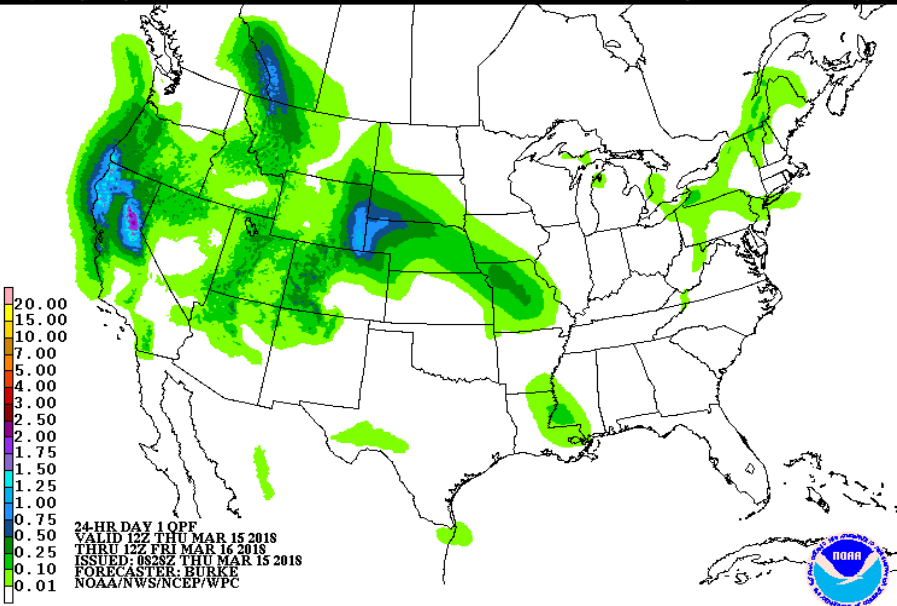 20.00
15.00
10.00
7.00
5.00
4.00
3.00
2.50
2.00
1.75
1.50
1.25
1.00
0.75
0.50
0.25
0.10
0.01
24-HR DAY 1 QPF
VALID 12Z THU MAR 15 2018
THRU 12Z FRI MAR 16 2018
ISSUED: 0828Z THU MAR 15 2018
FORECASTER: BURKE
NOAA/NWS/NCEP/WPC
NOAA